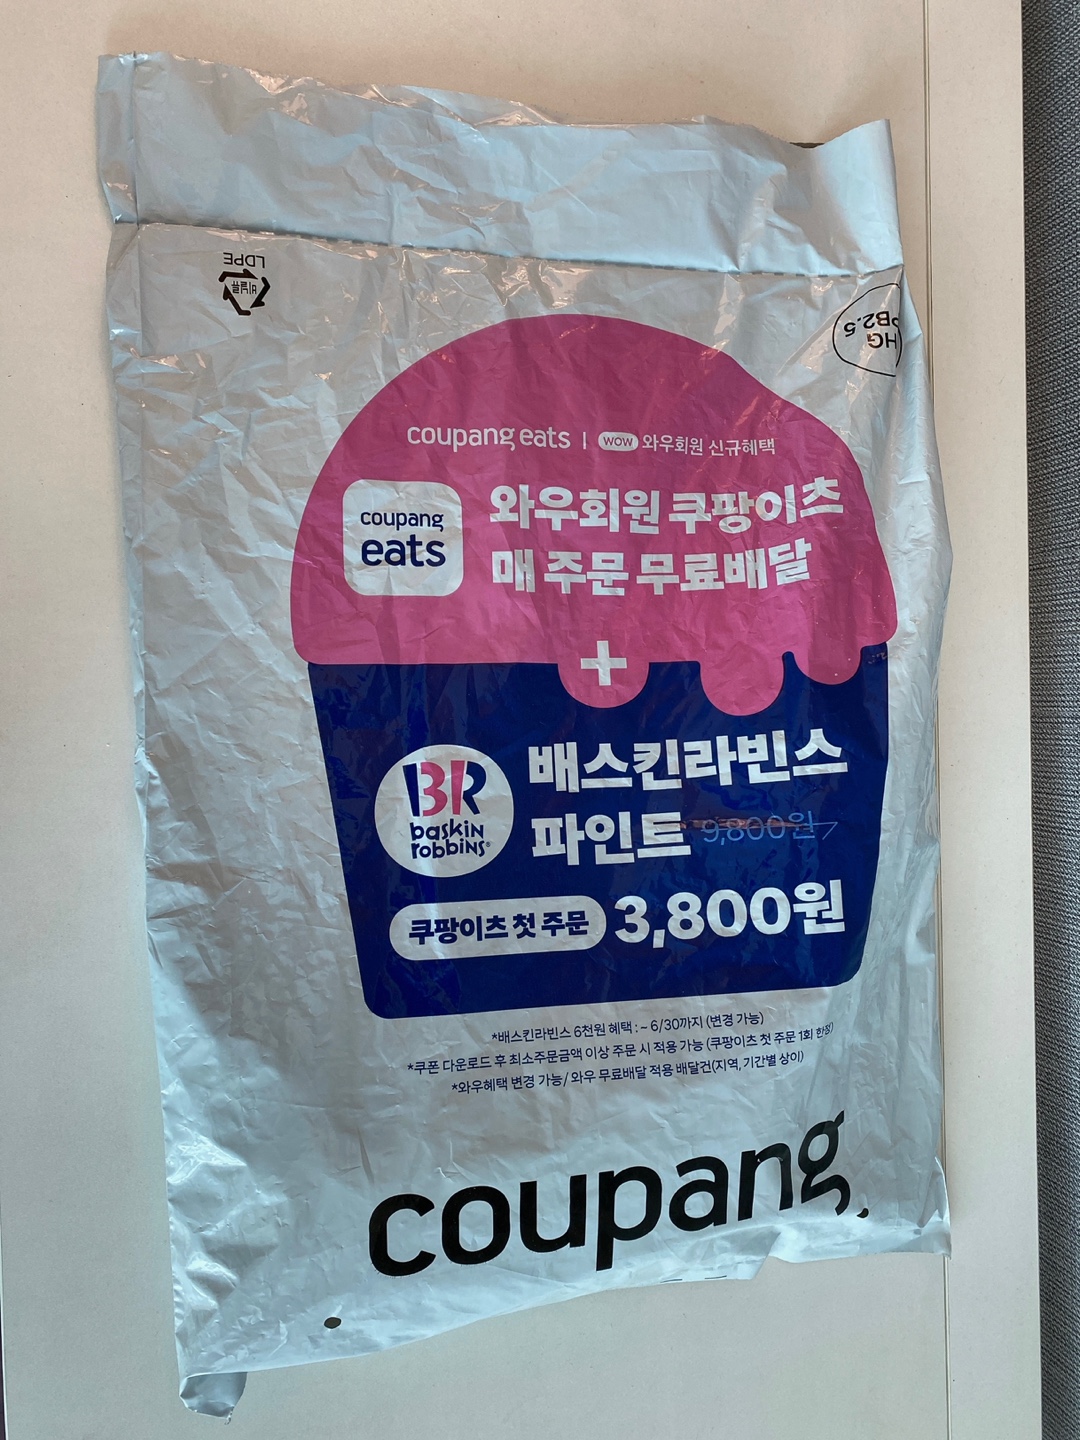 LDPE
비닐류
HG
PB2.5
coupang eats | wow 와우회원 신규혜택
coupang
eats
와우회원 쿠팡이츠
매 주문 무료배달
+
BR
baskin
robbins®
배스킨라빈스
파인트 9,800원
쿠팡이츠 첫 주문 3,800원
*배스킨라빈스 6천원 혜택 : ~ 6/30까지 (변경 가능)
*쿠폰 다운로드 후 최소주문금액 이상 주문 시 적용 가능 (쿠팡이츠 첫 주문 1회 한정)
*와우혜택 변경 가능/ 와우 무료배달 적용 배달건(지역, 기간별 상이)
coupang